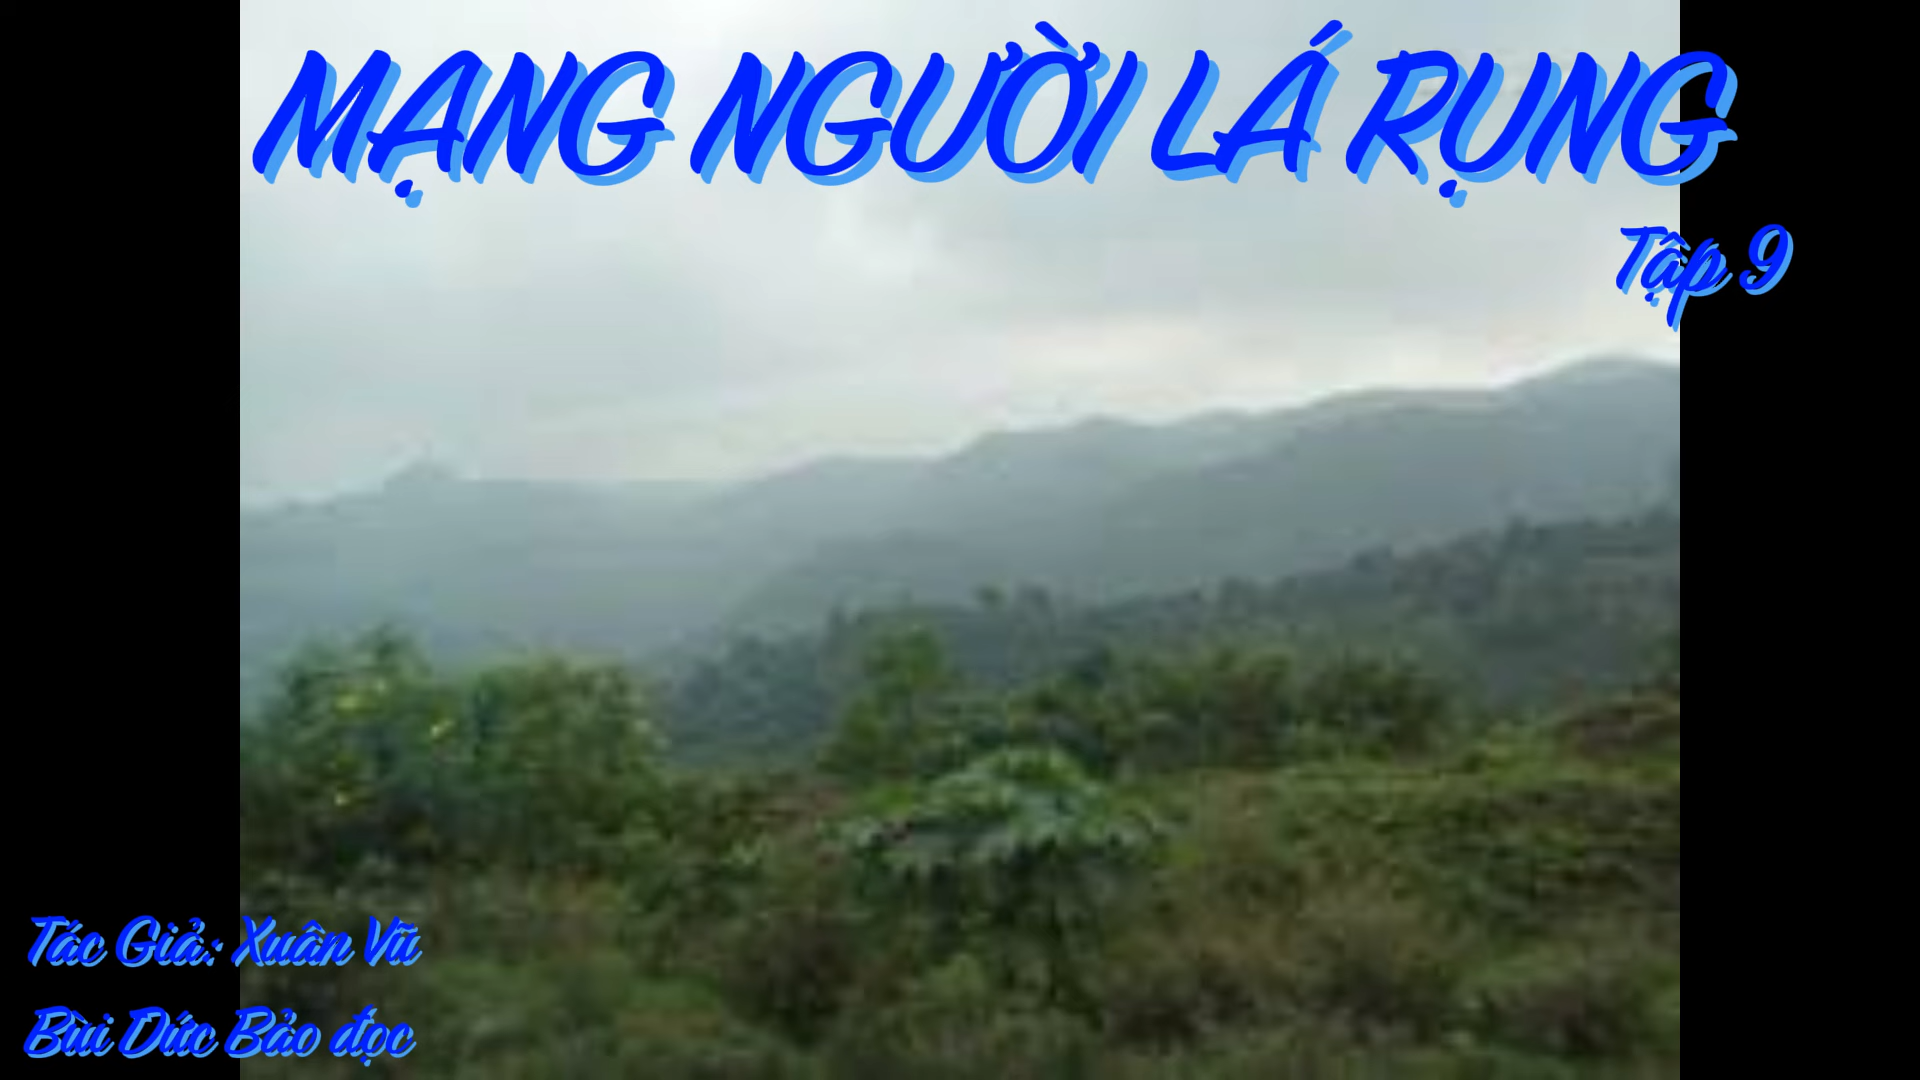 MẠNG NGƯỜI LÁ RỤNG
Tập 9
Tác Giả: Xuân Vũ
Bùi Đức Bảo đọc